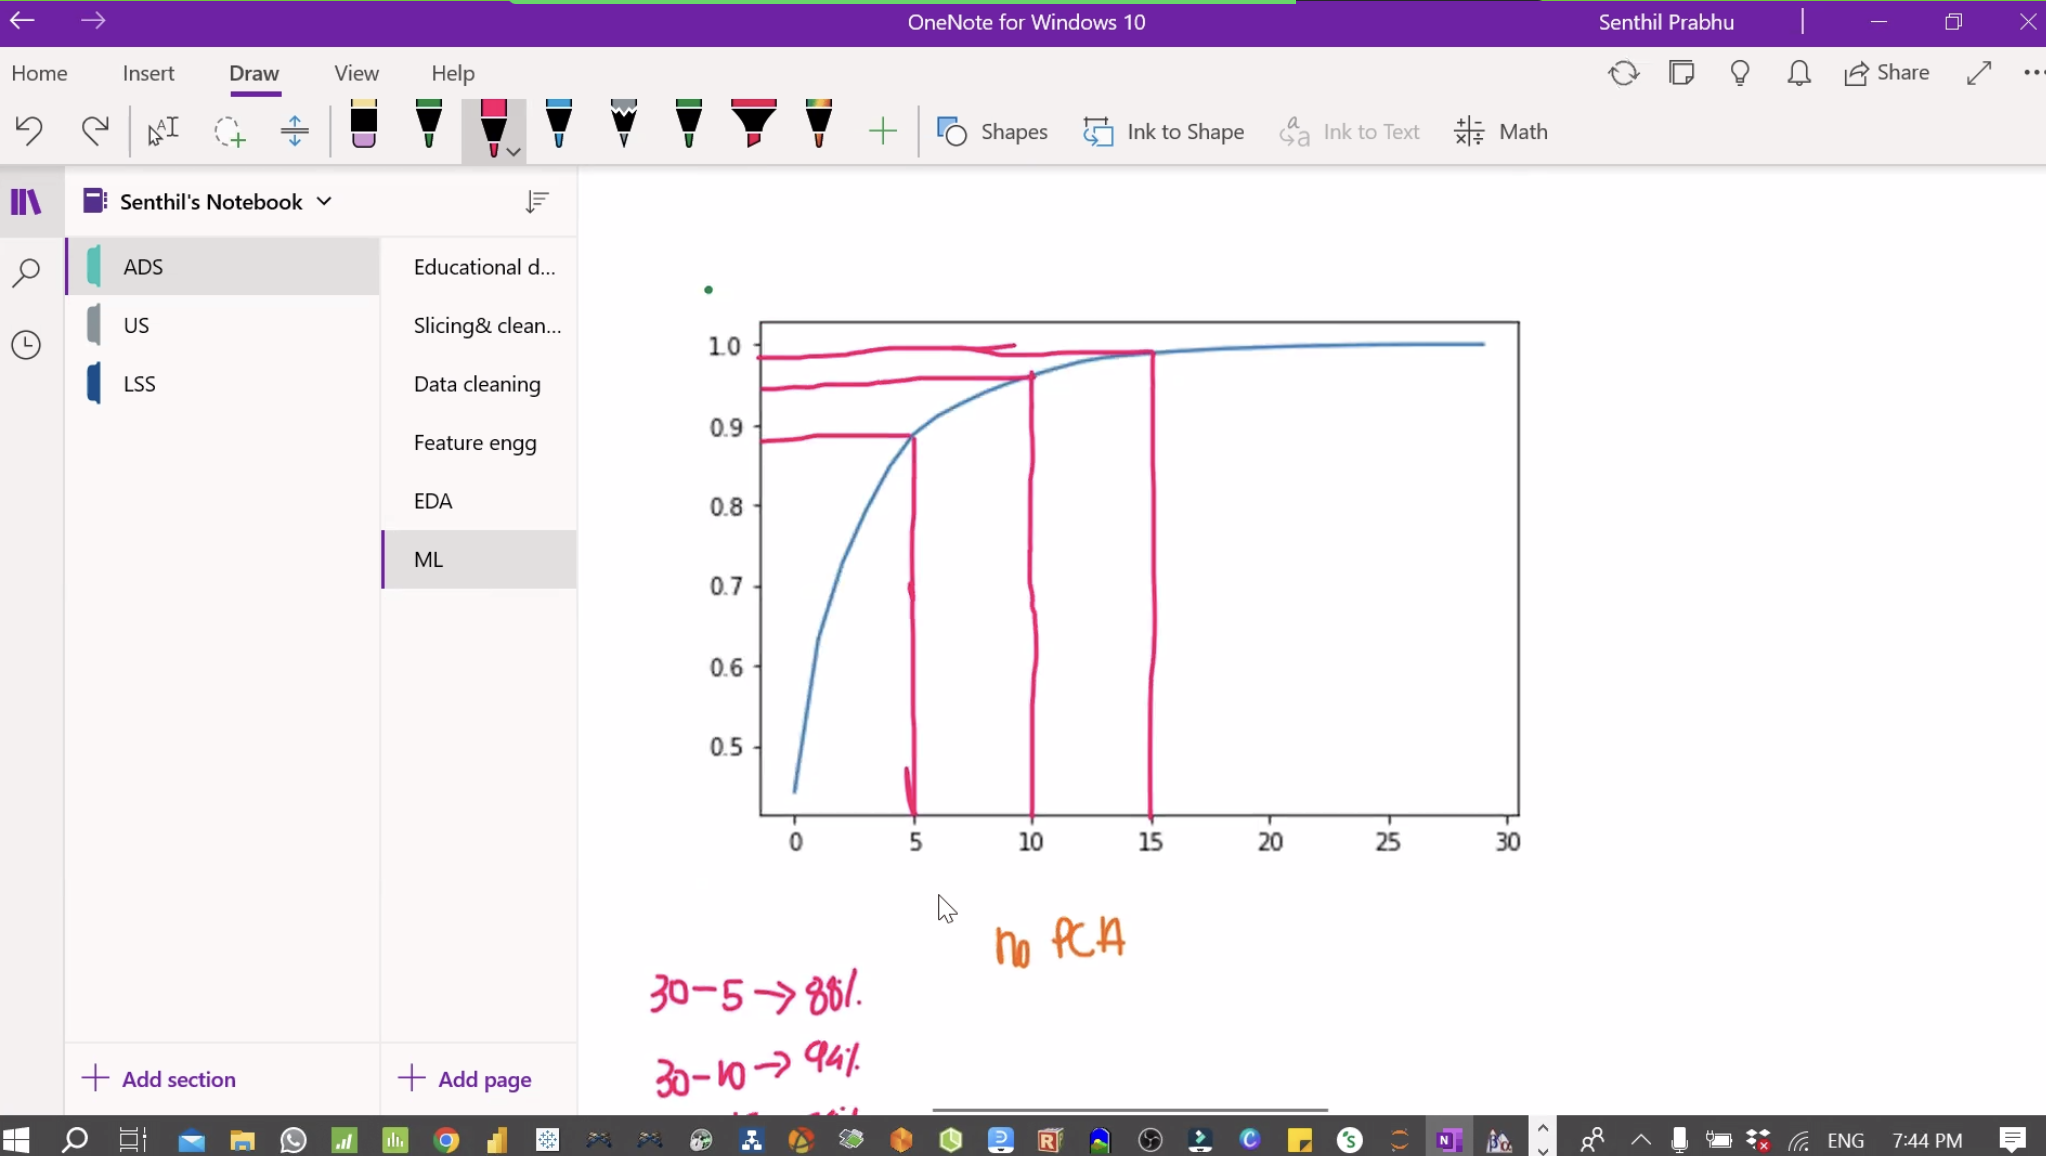 OneNote for Windows 10
Senthil Prabhu
Home Insert Draw View Help
Share
Shapes
Ink to Shape
Ink to Text
Math
Senthil's Notebook
ADS
US
LSS
Educational d...
Slicing& clean...
Data cleaning
Feature engg
EDA
ML
1.0
0.9
0.8
0.7
0.6
0.5
0 5 10 15 20 25 30
no PCA
30-5 → 88%.
30-10 → 94%.
Add section
Add page
ENG
7:44 PM